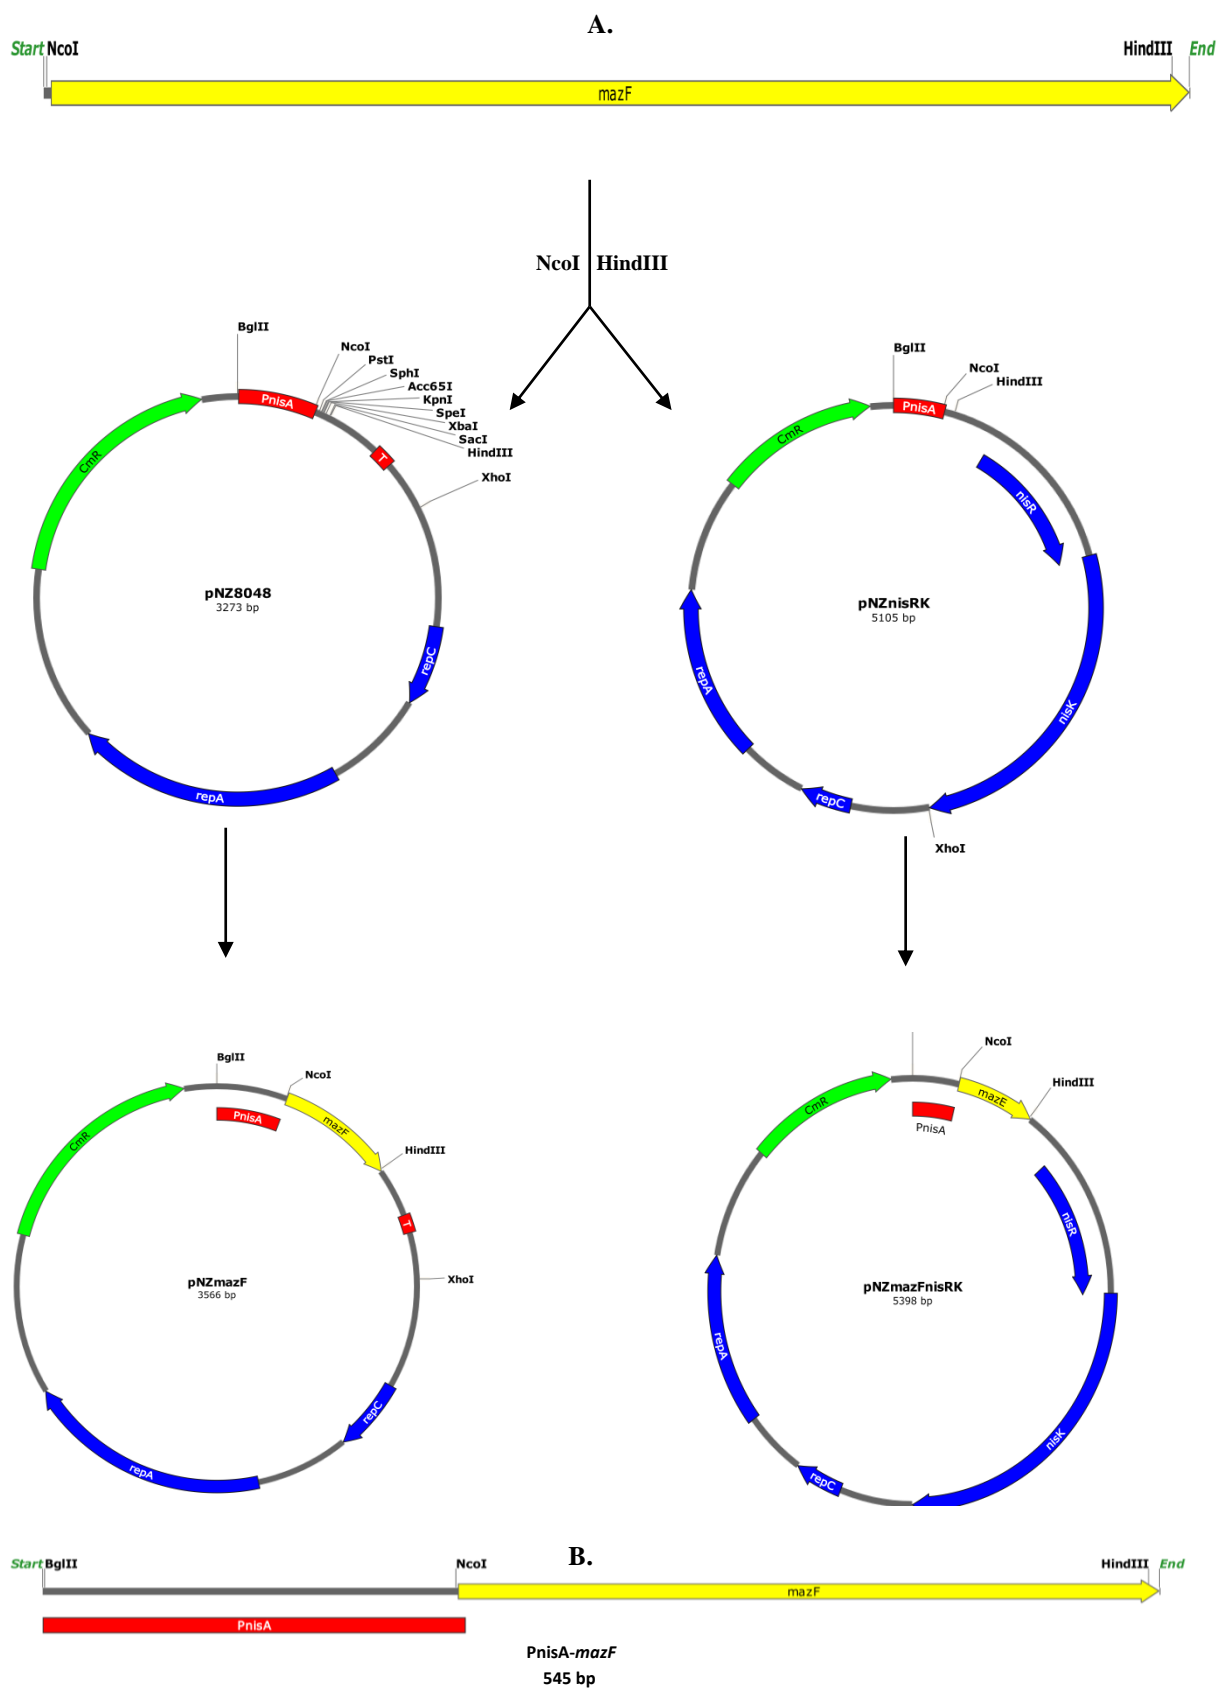 A.
Start NcoI HindIII End
mazF
NcoI HindIII
BglII
NcoI
PstI
SphI
Acc65I
KpnI
SpeI
XbaI
SacI
HindIII
XhoI
PnisA
T
CmR
pNZ8048
3273 bp
repC
repA
BglII
NcoI
HindIII
PnisA
CmR
nisR
pNZnisRK
5105 bp
nisK
repA
repC
XhoI
BglII
NcoI
PnisA
mazF
CmR
HindIII
T
XhoI
pNZmazF
3566 bp
repC
repA
NcoI
HindIII
mazE
CmR
PnisA
nisR
pNZmazFnisRK
5398 bp
repA
nisK
repC
B.
Start BglII NcoI HindIII End
mazF
PnisA
PnisA-mazF
545 bp